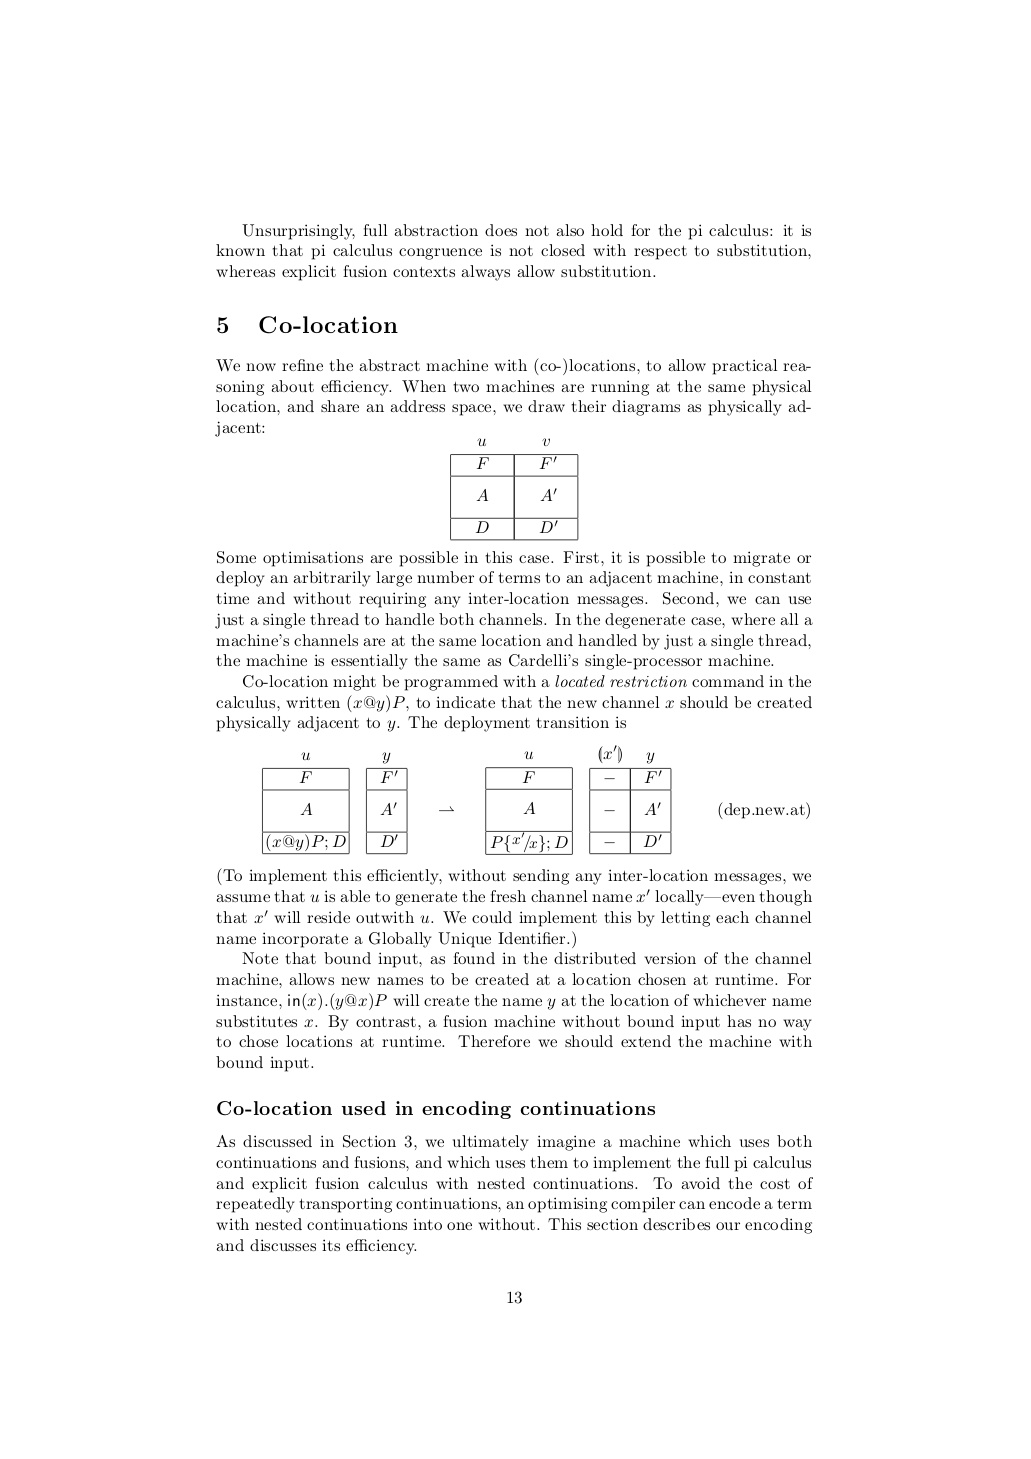 Unsurprisingly, full abstraction does not also hold for the pi calculus: it is
known that pi calculus congruence is not closed with respect to substitution,
whereas explicit fusion contexts always allow substitution.
5 Co-location
We now refine the abstract machine with (co-)locations, to allow practical rea-
soning about efficiency. When two machines are running at the same physical
location, and share an address space, we draw their diagrams as physically ad-
jacent:
u v
F F′
A A′
D D′
Some optimisations are possible in this case. First, it is possible to migrate or
deploy an arbitrarily large number of terms to an adjacent machine, in constant
time and without requiring any inter-location messages. Second, we can use
just a single thread to handle both channels. In the degenerate case, where all a
machine's channels are at the same location and handled by just a single thread,
the machine is essentially the same as Cardelli's single-processor machine.
Co-location might be programmed with a located restriction command in the
calculus, written (x@y)P, to indicate that the new channel x should be created
physically adjacent to y. The deployment transition is
u y u (|x′|) y
F F′ F – F′
A A′ ⇀ A – A′ (dep.new.at)
(x@y)P; D D′ P{x′/x}; D – D′
(To implement this efficiently, without sending any inter-location messages, we
assume that u is able to generate the fresh channel name x′ locally—even though
that x′ will reside outwith u. We could implement this by letting each channel
name incorporate a Globally Unique Identifier.)
Note that bound input, as found in the distributed version of the channel
machine, allows new names to be created at a location chosen at runtime. For
instance, in(x).(y@x)P will create the name y at the location of whichever name
substitutes x. By contrast, a fusion machine without bound input has no way
to chose locations at runtime. Therefore we should extend the machine with
bound input.
Co-location used in encoding continuations
As discussed in Section 3, we ultimately imagine a machine which uses both
continuations and fusions, and which uses them to implement the full pi calculus
and explicit fusion calculus with nested continuations. To avoid the cost of
repeatedly transporting continuations, an optimising compiler can encode a term
with nested continuations into one without. This section describes our encoding
and discusses its efficiency.
13